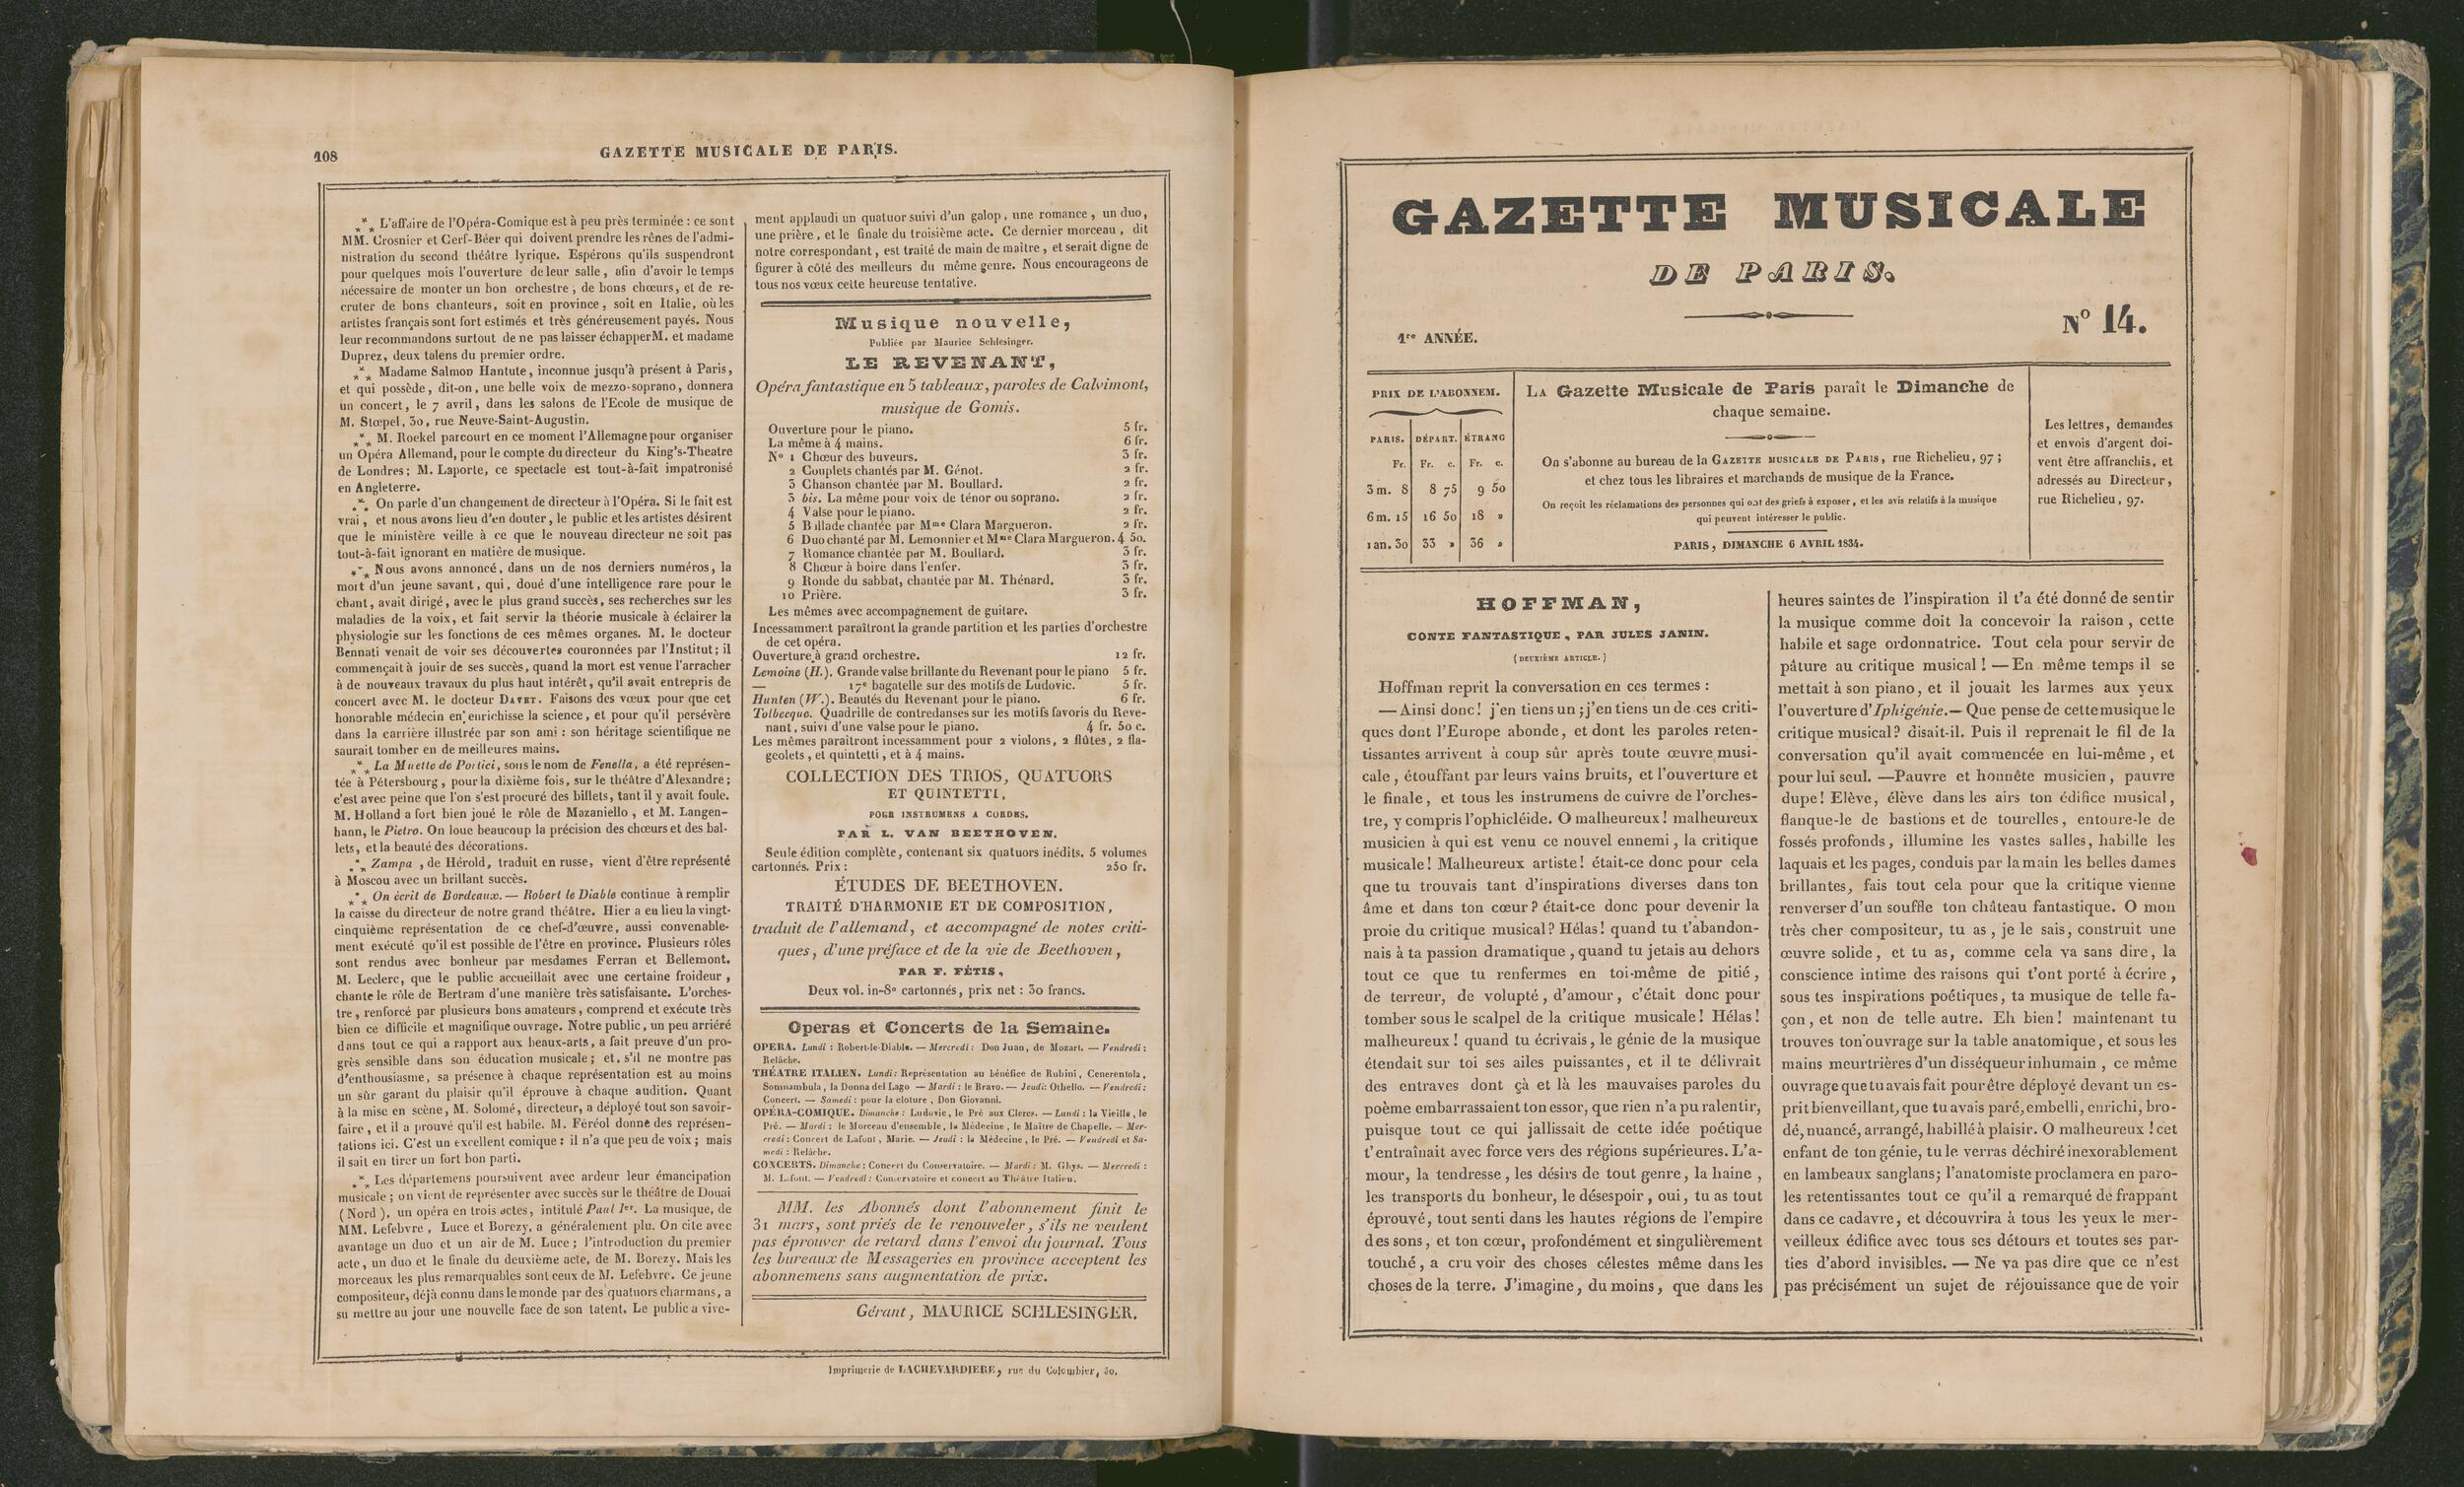 108
GAZETTE MUSICALE DE PARIS.
*** L'affaire de l'Opéra-Comique est à peu près terminée : ce sont
MM. Crosnier et Cerf-Béer qui doivent prendre les rênes de l'admi-
nistration du second théâtre lyrique. Espérons qu'ils suspendront
pour quelques mois l'ouverture de leur salle, afin d'avoir le temps
nécessaire de monter un bon orchestre, de bons chœurs, et de re-
cruter de bons chanteurs, soit en province, soit en Italie, où les
artistes français sont fort estimés et très généreusement payés. Nous
leur recommandons surtout de ne pas laisser échapper M. et madame
Duprez, deux talens du premier ordre.
*** Madame Salmon Hantute, inconnue jusqu'à présent à Paris,
et qui possède, dit-on, une belle voix de mezzo-soprano, donnera
un concert, le 7 avril, dans les salons de l'Ecole de musique de
M. Stœpel, 30, rue Neuve-Saint-Augustin.
*** M. Rockel parcourt en ce moment l'Allemagne pour organiser
un Opéra Allemand, pour le compte du directeur du King's-Theatre
de Londres; M. Laporte, ce spectacle est tout-à-fait impatronisé
en Angleterre.
*** On parle d'un changement de directeur à l'Opéra. Si le fait est
vrai, et nous avons lieu d'en douter, le public et les artistes désirent
que le ministère veille à ce que le nouveau directeur ne soit pas
tout-à-fait ignorant en matière de musique.
*** Nous avons annoncé, dans un de nos derniers numéros, la
mort d'un jeune savant, qui, doué d'une intelligence rare pour le
chant, avait dirigé, avec le plus grand succès, ses recherches sur les
maladies de la voix, et fait servir la théorie musicale à éclairer la
physiologie sur les fonctions de ces mêmes organes. M. le docteur
Bennati venait de voir ses découvertes couronnées par l'Institut; il
commençait à jouir de ses succès, quand la mort est venue l'arracher
à de nouveaux travaux du plus haut intérêt, qu'il avait entrepris de
concert avec M. le docteur DAVET. Faisons des vœux pour que cet
honorable médecin en enrichisse la science, et pour qu'il persévère
dans la carrière illustrée par son ami : son héritage scientifique ne
saurait tomber en de meilleures mains.
*** La Muette de Portici, sous le nom de Fenella, a été représen-
tée à Pétersbourg, pour la dixième fois, sur le théâtre d'Alexandre;
c'est avec peine que l'on s'est procuré des billets, tant il y avait foule.
M. Holland a fort bien joué le rôle de Mazaniello, et M. Langen-
hann, le Pietro. On loue beaucoup la précision des chœurs et des bal-
lets, et la beauté des décorations.
*** Zampa, de Hérold, traduit en russe, vient d'être représenté
à Moscou avec un brillant succès.
*** On écrit de Bordeaux. — Robert le Diable continue à remplir
la caisse du directeur de notre grand théâtre. Hier a eu lieu la vingt-
cinquième représentation de ce chef-d'œuvre, aussi convenable-
ment exécuté qu'il est possible de l'être en province. Plusieurs rôles
sont rendus avec bonheur par mesdames Ferran et Bellemont.
M. Leclerc, que le public accueillait avec une certaine froideur,
chante le rôle de Bertram d'une manière très satisfaisante. L'orches-
tre, renforcé par plusieurs bons amateurs, comprend et exécute très
bien ce difficile et magnifique ouvrage. Notre public, un peu arriéré
dans tout ce qui a rapport aux beaux-arts, a fait preuve d'un pro-
grès sensible dans son éducation musicale; et, s'il ne montre pas
d'enthousiasme, sa présence à chaque représentation est au moins
un sûr garant du plaisir qu'il éprouve à chaque audition. Quant
à la mise en scène, M. Solomé, directeur, a déployé tout son savoir-
faire, et il a prouvé qu'il est habile. M. Féréol donne des représen-
tations ici. C'est un excellent comique : il n'a que peu de voix; mais
il sait en tirer un fort bon parti.
*** Les départemens poursuivent avec ardeur leur émancipation
musicale; on vient de représenter avec succès sur le théâtre de Douai
(Nord), un opéra en trois actes, intitulé Paul Ier. La musique, de
MM. Lefebvre, Luce et Borezy, a généralement plu. On cite avec
avantage un duo et un air de M. Luce; l'introduction du premier
acte, un duo et le finale du deuxième acte, de M. Borezy. Mais les
morceaux les plus remarquables sont ceux de M. Lefebvre. Ce jeune
compositeur, déjà connu dans le monde par des quatuors charmans, a
su mettre au jour une nouvelle face de son talent. Le public a vive-
ment applaudi un quatuor suivi d'un galop, une romance, un duo,
une prière, et le finale du troisième acte. Ce dernier morceau, dit
notre correspondant, est traité de main de maître, et serait digne de
figurer à côté des meilleurs du même genre. Nous encourageons de
tous nos vœux cette heureuse tentative.
Musique nouvelle,
Publiée par Maurice Schlesinger.
LE REVENANT,
Opéra fantastique en 5 tableaux, paroles de Calvimont,
musique de Gomis.
Ouverture pour le piano. 5 fr.
La même à 4 mains. 6 fr.
N° 1 Chœur des buveurs. 3 fr.
2 Couplets chantés par M. Génot. 2 fr.
3 Chanson chantée par M. Boullard. 2 fr.
3 bis. La même pour voix de ténor ou soprano. 2 fr.
4 Valse pour le piano. 2 fr.
5 Ballade chantée par Mme Clara Margueron. 2 fr.
6 Duo chanté par M. Lemonnier et Mme Clara Margueron. 4 50.
7 Romance chantée par M. Boullard. 3 fr.
8 Chœur à boire dans l'enfer. 3 fr.
9 Ronde du sabbat, chantée par M. Thénard. 3 fr.
10 Prière. 3 fr.
Les mêmes avec accompagnement de guitare.
Incessamment paraîtront la grande partition et les parties d'orchestre
de cet opéra.
Ouverture à grand orchestre. 12 fr.
Lemoine (H.). Grande valse brillante du Revenant pour le piano 5 fr.
— 17e bagatelle sur des motifs de Ludovic. 5 fr.
Hunten (W.). Beautés du Revenant pour le piano. 6 fr.
Tolbecque. Quadrille de contredanses sur les motifs favoris du Reve-
nant, suivi d'une valse pour le piano. 4 fr. 50 c.
Les mêmes paraîtront incessamment pour 2 violons, 2 flûtes, 2 fla-
geolets, et quintetti, et à 4 mains.
COLLECTION DES TRIOS, QUATUORS
ET QUINTETTI,
POUR INSTRUMENS A CORDES,
PAR L. VAN BEETHOVEN.
Seule édition complète, contenant six quatuors inédits. 5 volumes
cartonnés. Prix : 250 fr.
ÉTUDES DE BEETHOVEN.
TRAITÉ D'HARMONIE ET DE COMPOSITION,
traduit de l'allemand, et accompagné de notes criti-
ques, d'une préface et de la vie de Beethoven,
PAR F. FÉTIS,
Deux vol. in-8° cartonnés, prix net : 30 francs.
Operas et Concerts de la Semaine.
OPERA. Lundi : Robert-le-Diable. — Mercredi : Don Juan, de Mozart. — Vendredi :
Relâche.
THÉATRE ITALIEN. Lundi : Représentation au bénéfice de Rubini, Cenerentola,
Somnambula, la Donna del Lago — Mardi : le Bravo. — Jeudi : Othello. — Vendredi :
Concert. — Samedi : pour la cloture, Don Giovanni.
OPÉRA-COMIQUE. Dimanche : Ludovic, le Pré aux Clercs. — Lundi : la Vieille, le
Pré. — Mardi : le Morceau d'ensemble, la Médecine, le Maître de Chapelle. — Mer-
credi : Concert de Lafont, Marie. — Jeudi : la Médecine, le Pré. — Vendredi et Sa-
medi : Relâche.
CONCERTS. Dimanche : Concert du Conservatoire. — Mardi : M. Ghys. — Mercredi :
M. Lafont. — Vendredi : Conservatoire et concert au Théâtre Italieu.
MM. les Abonnés dont l'abonnement finit le
31 mars, sont priés de le renouveler, s'ils ne veulent
pas éprouver de retard dans l'envoi du journal. Tous
les bureaux de Messageries en province acceptent les
abonnemens sans augmentation de prix.
Gérant, MAURICE SCHLESINGER.
Imprimerie de LACHEVARDIERE, rue du Colombier, 30.
GAZETTE MUSICALE
DE PARIS.
1re ANNÉE.
N° 14.
PRIX DE L'ABONNEM.
PARIS. DÉPART. ÉTRANG
Fr. Fr. c. Fr. c.
3 m. 8 8 75 9 50
6 m. 15 16 50 18 »
1 an. 30 33 » 36 »
LA Gazette Musicale de Paris paraît le Dimanche de
chaque semaine.
On s'abonne au bureau de la GAZETTE MUSICALE DE PARIS, rue Richelieu, 97;
et chez tous les libraires et marchands de musique de la France.
On reçoit les réclamations des personnes qui ont des griefs à exposer, et les avis relatifs à la musique
qui peuvent intéresser le public.
PARIS, DIMANCHE 6 AVRIL 1834.
Les lettres, demandes
et envois d'argent doi-
vent être affranchis, et
adressés au Directeur,
rue Richelieu, 97.
HOFFMAN,
CONTE FANTASTIQUE, PAR JULES JANIN.
(DEUXIÈME ARTICLE.)
Hoffman reprit la conversation en ces termes :
— Ainsi donc! j'en tiens un; j'en tiens un de ces criti-
ques dont l'Europe abonde, et dont les paroles reten-
tissantes arrivent à coup sûr après toute œuvre musi-
cale, étouffant par leurs vains bruits, et l'ouverture et
le finale, et tous les instrumens de cuivre de l'orches-
tre, y compris l'ophicléide. O malheureux! malheureux
musicien à qui est venu ce nouvel ennemi, la critique
musicale! Malheureux artiste! était-ce donc pour cela
que tu trouvais tant d'inspirations diverses dans ton
âme et dans ton cœur? était-ce donc pour devenir la
proie du critique musical? Hélas! quand tu t'abandon-
nais à ta passion dramatique, quand tu jetais au dehors
tout ce que tu renfermes en toi-même de pitié,
de terreur, de volupté, d'amour, c'était donc pour
tomber sous le scalpel de la critique musicale! Hélas!
malheureux! quand tu écrivais, le génie de la musique
étendait sur toi ses ailes puissantes, et il te délivrait
des entraves dont çà et là les mauvaises paroles du
poème embarrassaient ton essor, que rien n'a pu ralentir,
puisque tout ce qui jallissait de cette idée poétique
t'entraînait avec force vers des régions supérieures. L'a-
mour, la tendresse, les désirs de tout genre, la haine,
les transports du bonheur, le désespoir, oui, tu as tout
éprouvé, tout senti dans les hautes régions de l'empire
des sons, et ton cœur, profondément et singulièrement
touché, a cru voir des choses célestes même dans les
choses de la terre. J'imagine, du moins, que dans les
heures saintes de l'inspiration il t'a été donné de sentir
la musique comme doit la concevoir la raison, cette
habile et sage ordonnatrice. Tout cela pour servir de
pâture au critique musical! — En même temps il se
mettait à son piano, et il jouait les larmes aux yeux
l'ouverture d'Iphigénie. — Que pense de cette musique le
critique musical? disait-il. Puis il reprenait le fil de la
conversation qu'il avait commencée en lui-même, et
pour lui seul. — Pauvre et honnête musicien, pauvre
dupe! Elève, élève dans les airs ton édifice musical,
flanque-le de bastions et de tourelles, entoure-le de
fossés profonds, illumine les vastes salles, habille les
laquais et les pages, conduis par la main les belles dames
brillantes, fais tout cela pour que la critique vienne
renverser d'un souffle ton château fantastique. O mon
très cher compositeur, tu as, je le sais, construit une
œuvre solide, et tu as, comme cela va sans dire, la
conscience intime des raisons qui t'ont porté à écrire,
sous tes inspirations poétiques, ta musique de telle fa-
çon, et non de telle autre. Eh bien! maintenant tu
trouves ton ouvrage sur la table anatomique, et sous les
mains meurtrières d'un disséqueur inhumain, ce même
ouvrage que tu avais fait pour être déployé devant un es-
prit bienveillant, que tu avais paré, embelli, enrichi, bro-
dé, nuancé, arrangé, habillé à plaisir. O malheureux! cet
enfant de ton génie, tu le verras déchiré inexorablement
en lambeaux sanglans; l'anatomiste proclamera en paro-
les retentissantes tout ce qu'il a remarqué de frappant
dans ce cadavre, et découvrira à tous les yeux le mer-
veilleux édifice avec tous ses détours et toutes ses par-
ties d'abord invisibles. — Ne va pas dire que ce n'est
pas précisément un sujet de réjouissance que de voir